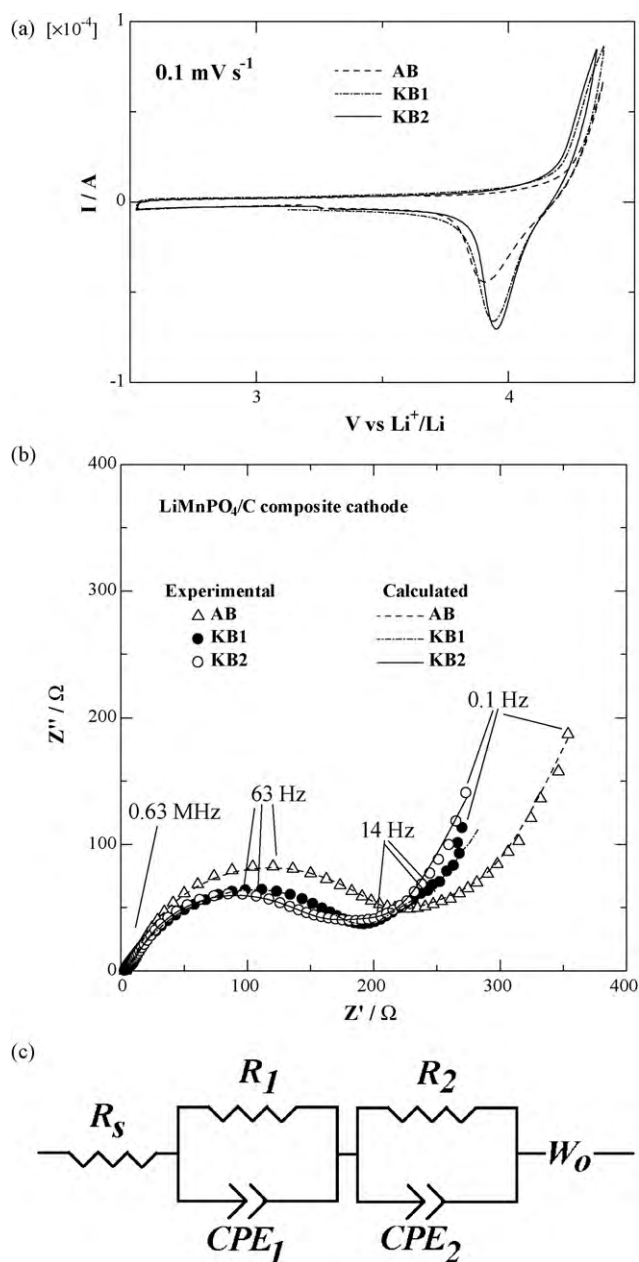 (a)
[×10⁻⁴]
1
0.1 mV s⁻¹
AB
KB1
KB2
I / A
0
-1
3
4
V vs Li⁺/Li
(b)
400
LiMnPO₄/C composite cathode
300
Experimental
Calculated
AB
AB
KB1
KB1
KB2
KB2
Z'' / Ω
200
0.1 Hz
0.63 MHz
63 Hz
14 Hz
100
0
0
100
200
300
400
Z' / Ω
(c)
R₁
R₂
Rₛ
Wₒ
CPE₁
CPE₂